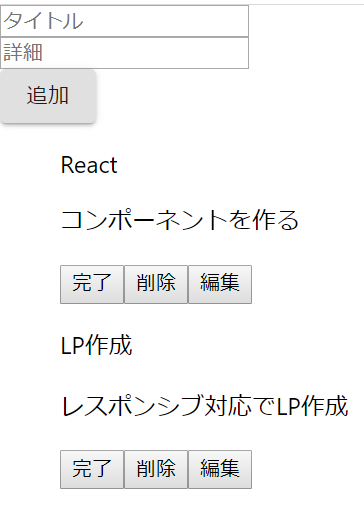 タイトル
詳細
追加
React
コンポーネントを作る
完了 削除 編集
LP作成
レスポンシブ対応でLP作成
完了 削除 編集